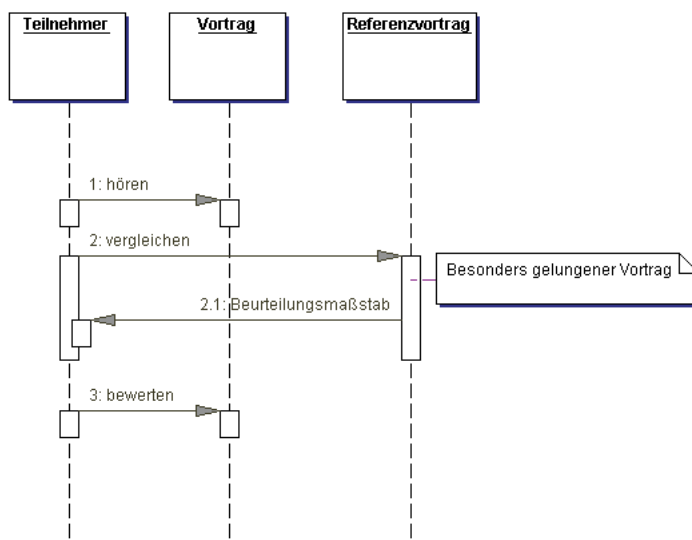 Teilnehmer
Vortrag
Referenzvortrag
1: hören
2: vergleichen
Besonders gelungener Vortrag
2.1: Beurteilungsmaßstab
3: bewerten